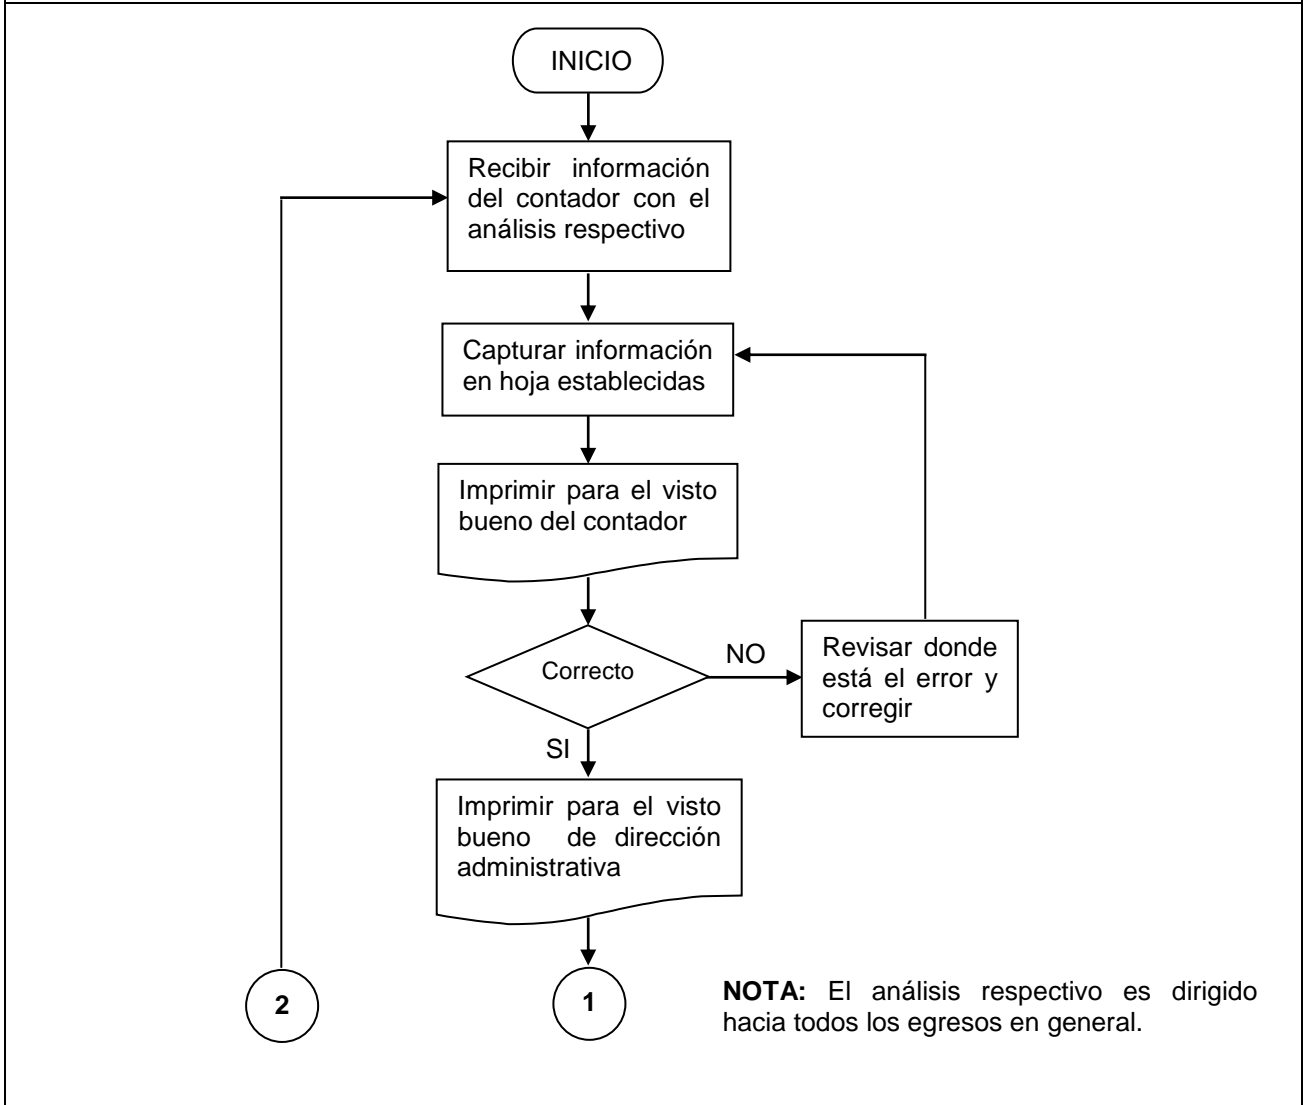 INICIO
Recibir información
del contador con el
análisis respectivo
Capturar información
en hoja establecidas
Imprimir para el visto
bueno del contador
Correcto
NO
Revisar donde
está el error y
corregir
SI
Imprimir para el visto
bueno de dirección
administrativa
2
1
NOTA: El análisis respectivo es dirigido
hacia todos los egresos en general.